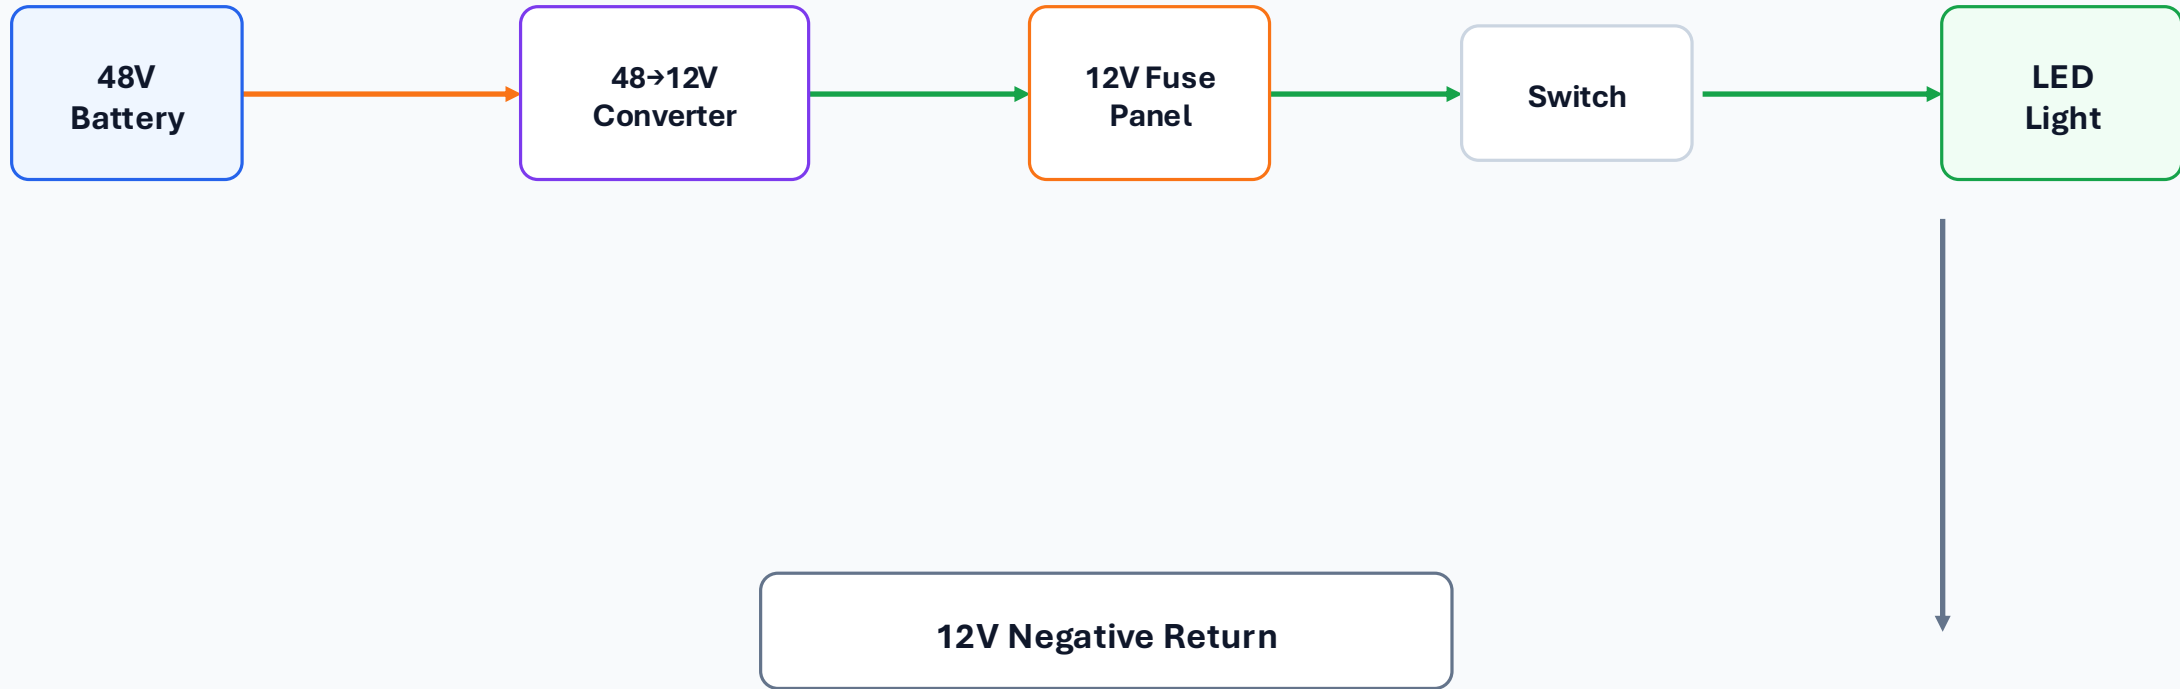 48V
Battery
48→12V
Converter
12V Fuse
Panel
Switch
LED
Light
12V Negative Return